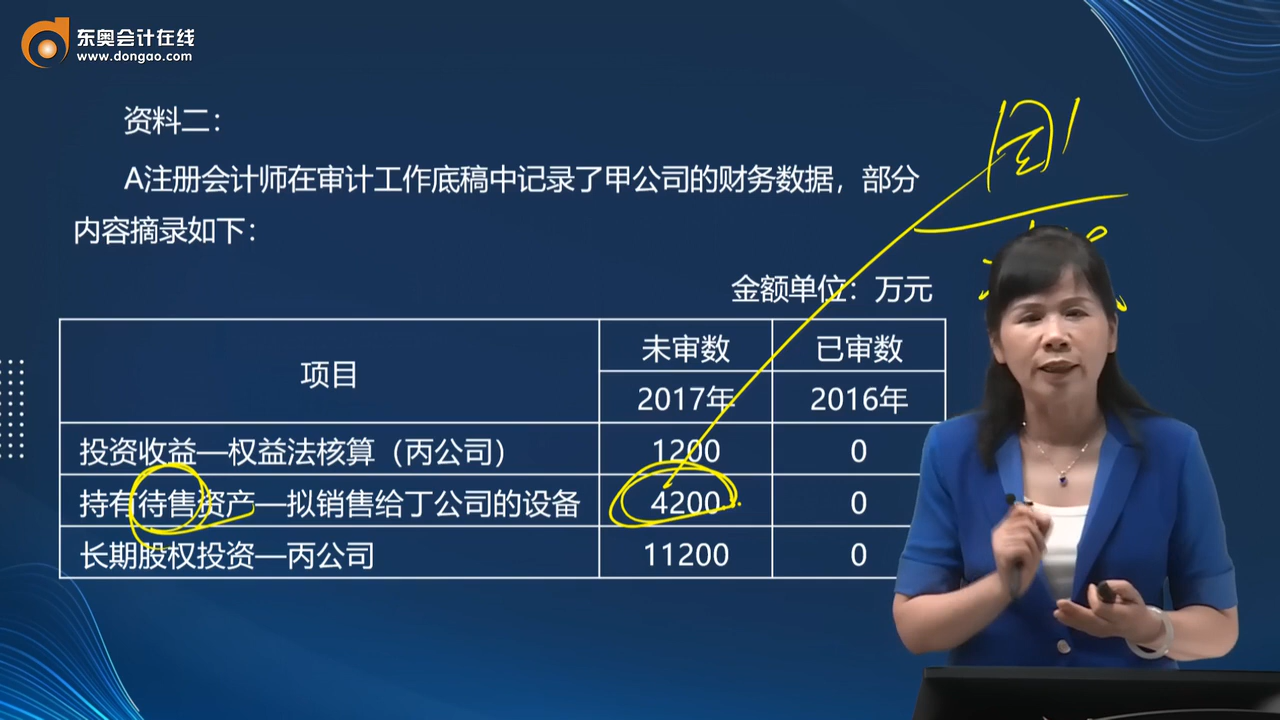 东奥会计在线
www.dongao.com
资料二：
A注册会计师在审计工作底稿中记录了甲公司的财务数据，部分
内容摘录如下：
金额单位：万元
项目 未审数 已审数
2017年 2016年
投资收益—权益法核算（丙公司） 1200 0
持有待售资产—拟销售给丁公司的设备 4200 0
长期股权投资—丙公司 11200 0